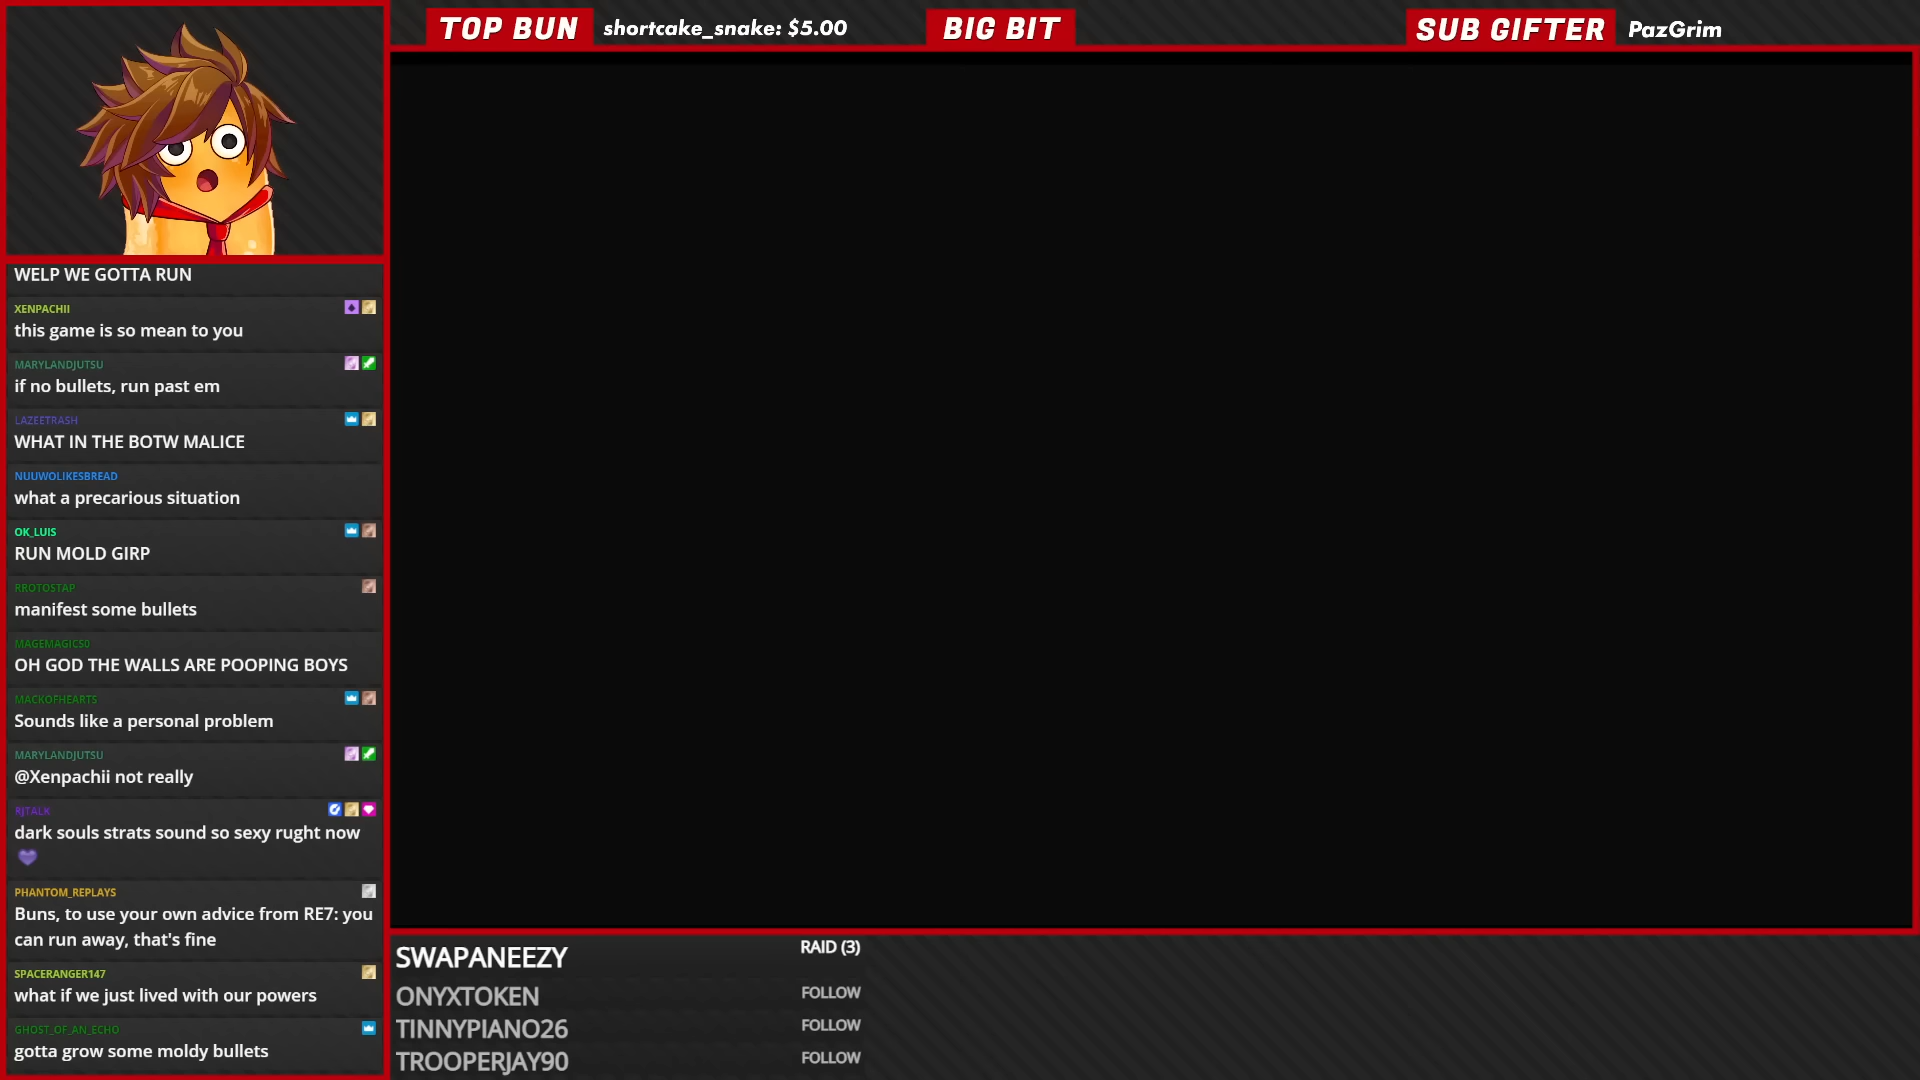 TOP BUN shortcake_snake: $5.00 BIG BIT SUB GIFTER PazGrim
WELP WE GOTTA RUN
XENPACHII
this game is so mean to you
MARYLANDJUTSU
if no bullets, run past em
LAZEETRASH
WHAT IN THE BOTW MALICE
NUUWOLIKESBREAD
what a precarious situation
OK_LUIS
RUN MOLD GIRP
RROTOSTAP
manifest some bullets
MAGEMAGICS0
OH GOD THE WALLS ARE POOPING BOYS
MACKOFHEARTS
Sounds like a personal problem
MARYLANDJUTSU
@Xenpachii not really
RJTALK
dark souls strats sound so sexy rught now
PHANTOM_REPLAYS
Buns, to use your own advice from RE7: you
can run away, that's fine
SPACERANGER147
what if we just lived with our powers
GHOST_OF_AN_ECHO
gotta grow some moldy bullets
SWAPANEEZY RAID (3)
ONYXTOKEN FOLLOW
TINNYPIANO26 FOLLOW
TROOPERJAY90 FOLLOW